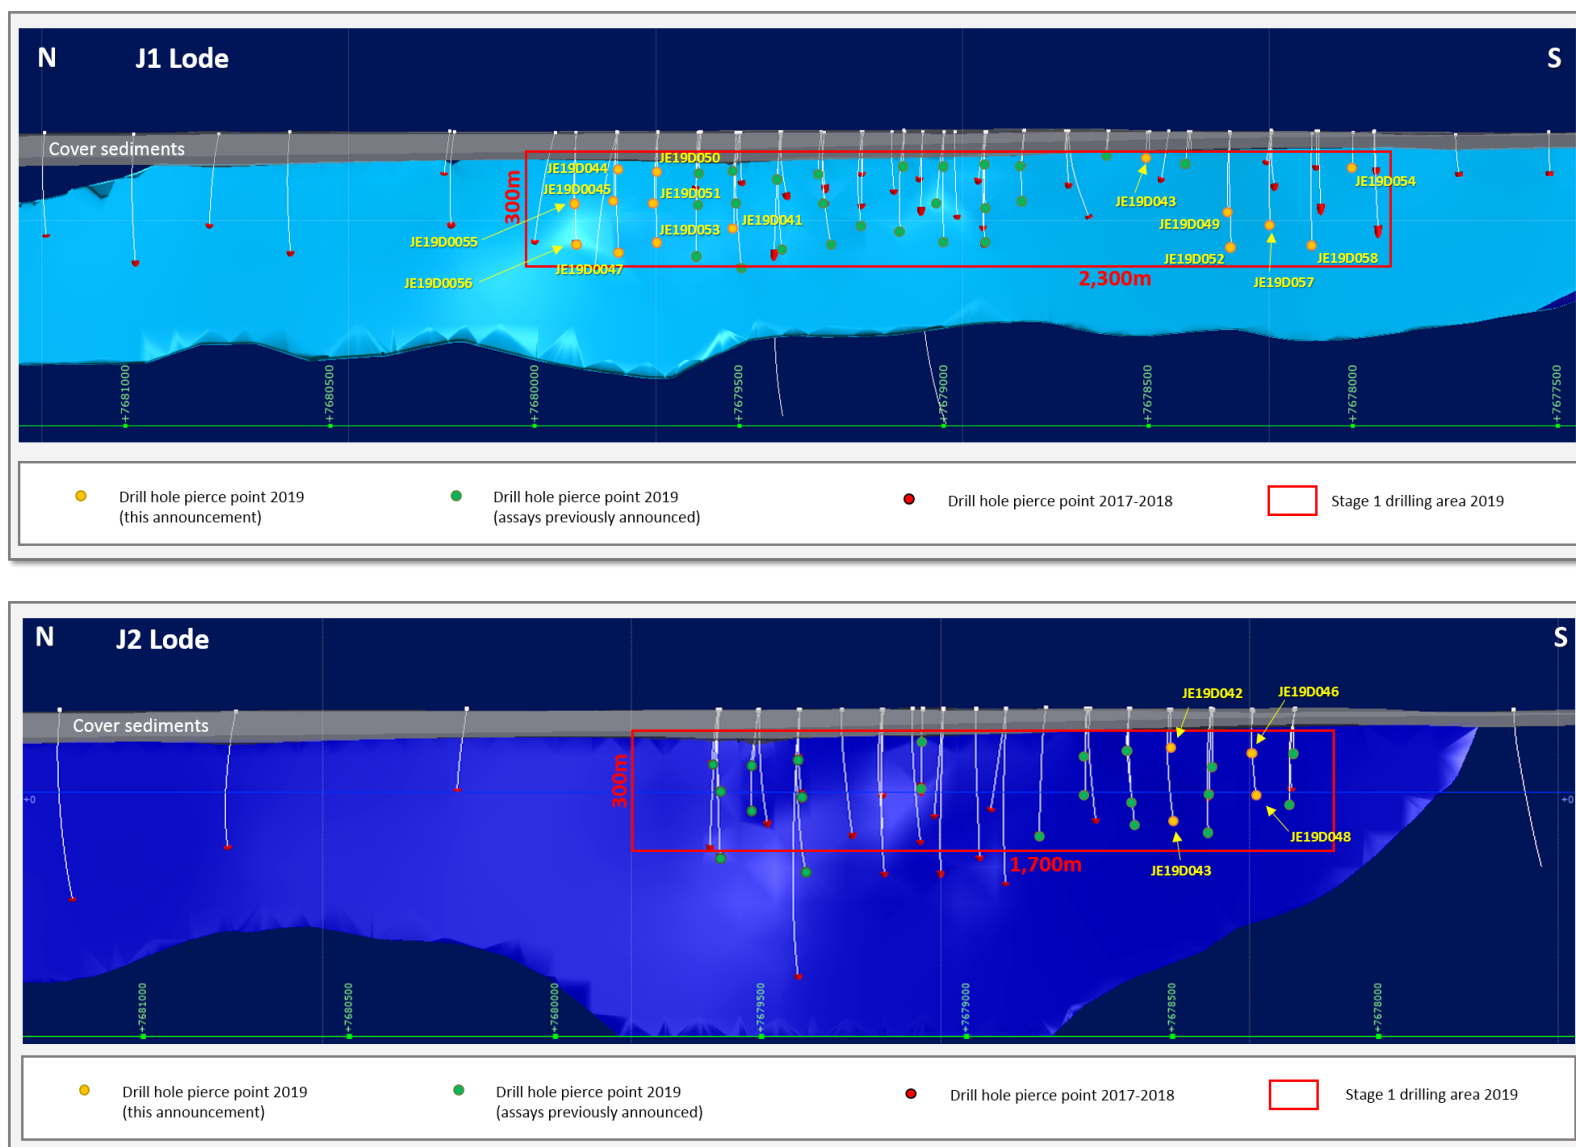 N
J1 Lode
S
Cover sediments
JE19D044
JE19D050
JE19D0045
JE19D051
JE19D0055
JE19D053
JE19D041
JE19D0056
JE19D0047
JE19D043
JE19D054
JE19D049
JE19D052
JE19D057
JE19D058
300m
2,300m
+7681000
+7680500
+7680000
+7679500
+7679000
+7678500
+7678000
+7677500
Drill hole pierce point 2019
(this announcement)
Drill hole pierce point 2019
(assays previously announced)
Drill hole pierce point 2017-2018
Stage 1 drilling area 2019
N
J2 Lode
S
Cover sediments
JE19D042
JE19D046
300m
+0
+0
JE19D048
1,700m
JE19D043
+7681000
+7680500
+7680000
+7679500
+7679000
+7678500
+7678000
Drill hole pierce point 2019
(this announcement)
Drill hole pierce point 2019
(assays previously announced)
Drill hole pierce point 2017-2018
Stage 1 drilling area 2019